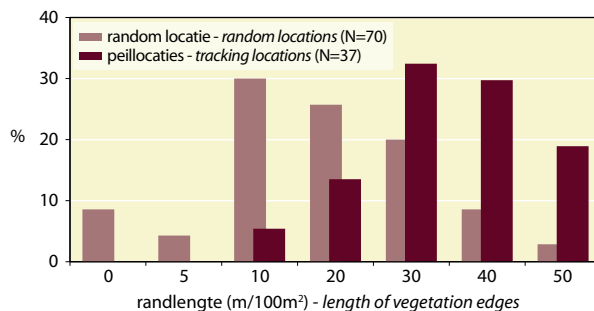 40
random locatie - random locations (N=70)
peillocaties - tracking locations (N=37)
30
%
20
10
0
0 5 10 20 30 40 50
randlengte (m/100m²) - length of vegetation edges